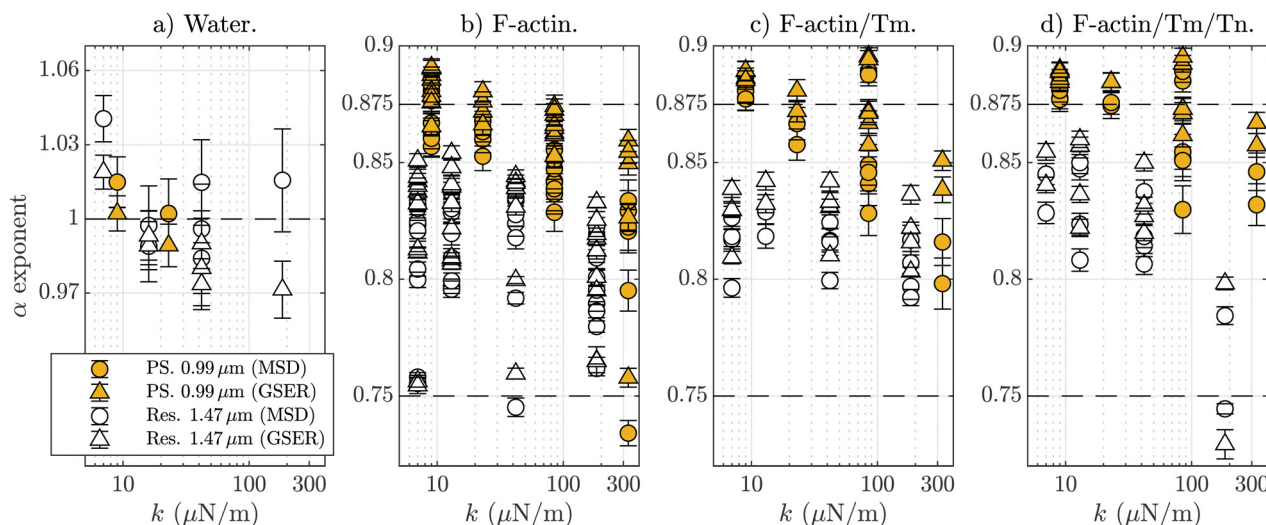 a) Water.
b) F-actin.
c) F-actin/Tm.
d) F-actin/Tm/Tn.
α exponent
1.06
1.03
1
0.97
0.9
0.875
0.85
0.8
0.75
0.9
0.875
0.85
0.8
0.75
0.9
0.875
0.85
0.8
0.75
PS. 0.99 μm (MSD)
PS. 0.99 μm (GSER)
Res. 1.47 μm (MSD)
Res. 1.47 μm (GSER)
10 100 300
10 100 300
10 100 300
10 100 300
k (μN/m)
k (μN/m)
k (μN/m)
k (μN/m)